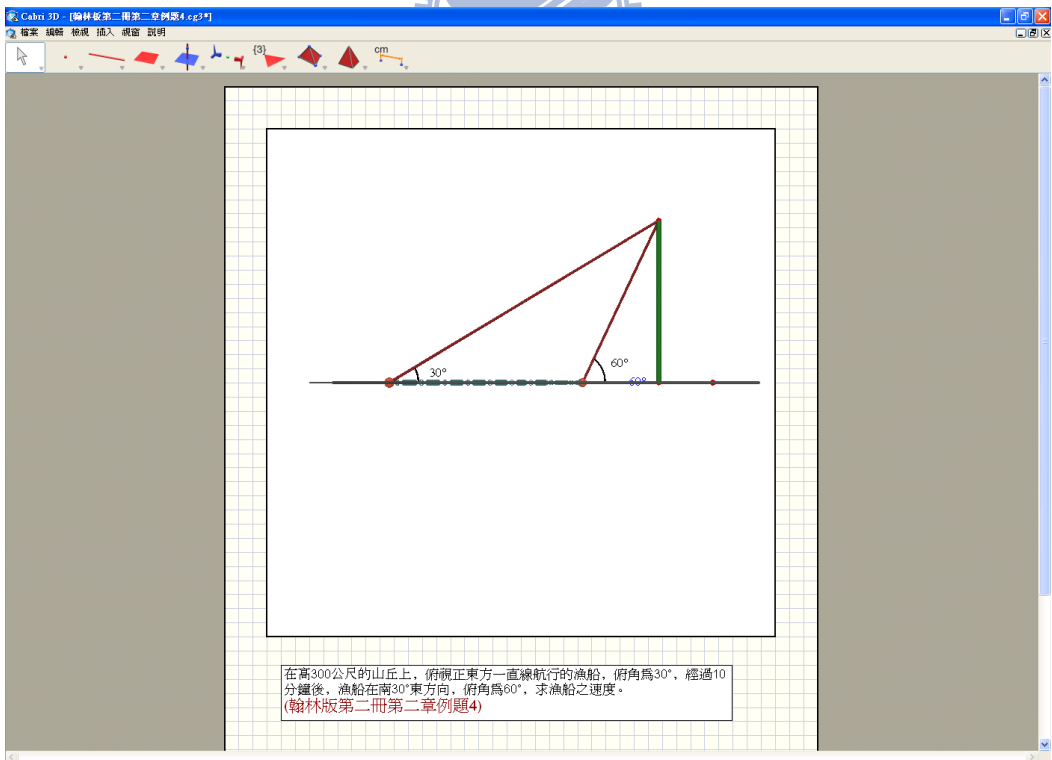 Cabri 3D - [翰林板第二冊第二章例題4.cg3*]
檔案 編輯 檢視 插入 視窗 說明
{3}
cm
30°
60°
60°
在高300公尺的山丘上，俯視正東方一直線航行的漁船，俯角為30°，經過10
分鐘後，漁船在南30°東方向，俯角為60°，求漁船之速度。
(翰林版第二冊第二章例題4)